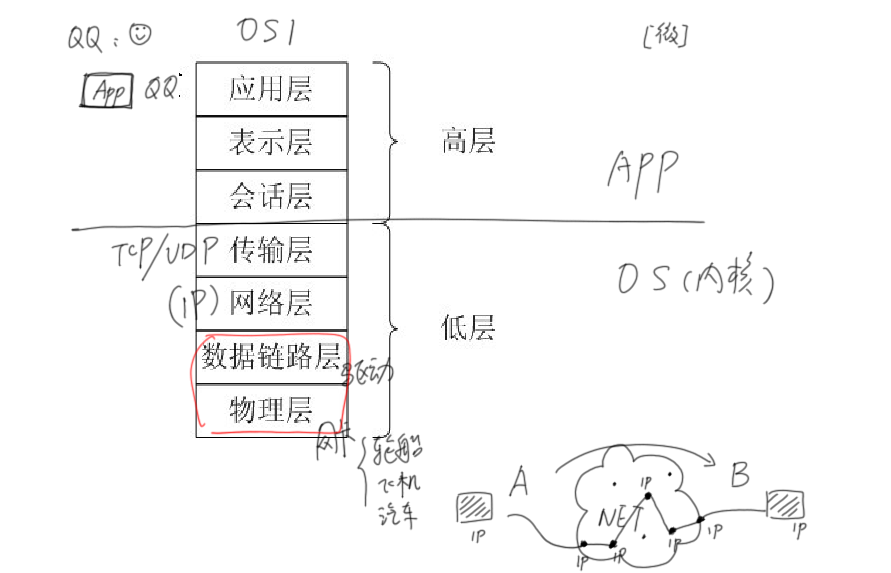 QQ: OSI [微]
App QQ: 应用层
表示层 高层
APP
会话层
TCP/UDP 传输层
OS(内核)
(IP) 网络层
低层
数据链路层
驱动
物理层
网卡
轮船
飞机
汽车
A B
IP
NET
IP
IP
IP
IP
IP
IP